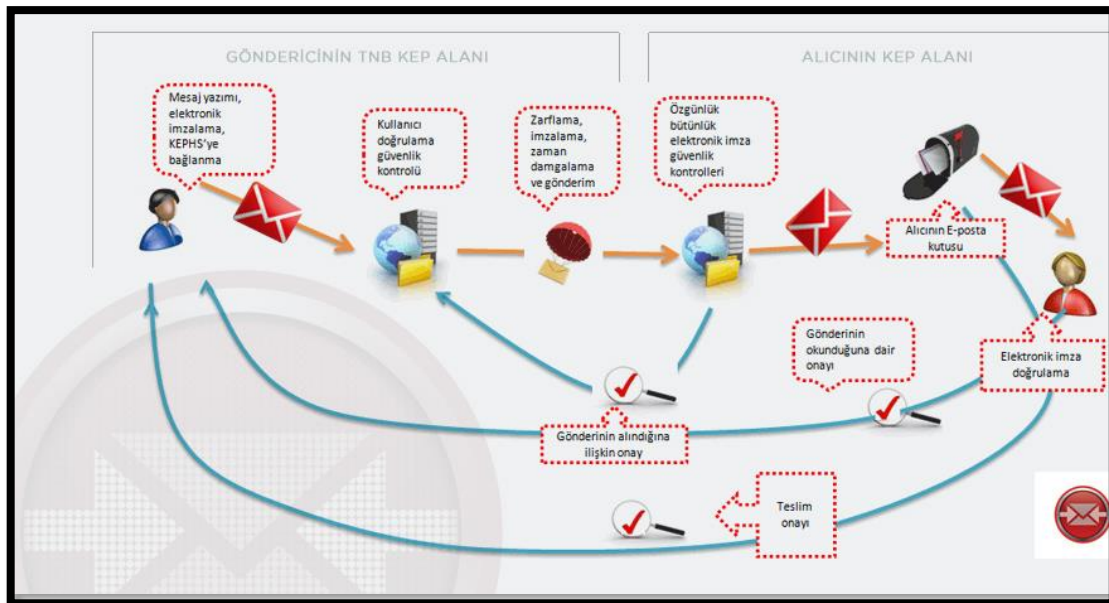 GÖNDERİCİNİN TNB KEP ALANI
ALICININ KEP ALANI
Mesaj yazımı,
elektronik
imzalama,
KEPHS'ye
bağlanma
Kullanıcı
doğrulama
güvenlik
kontrolü
Zarflama,
imzalama,
zaman
damgalama
ve gönderim
Özgünlük
bütünlük
elektronik imza
güvenlik
kontrolleri
Alıcının E-posta
kutusu
Gönderinin
okunduğuna dair
onayı
Elektronik imza
doğrulama
Gönderinin alındığına
ilişkin onay
Teslim
onayı